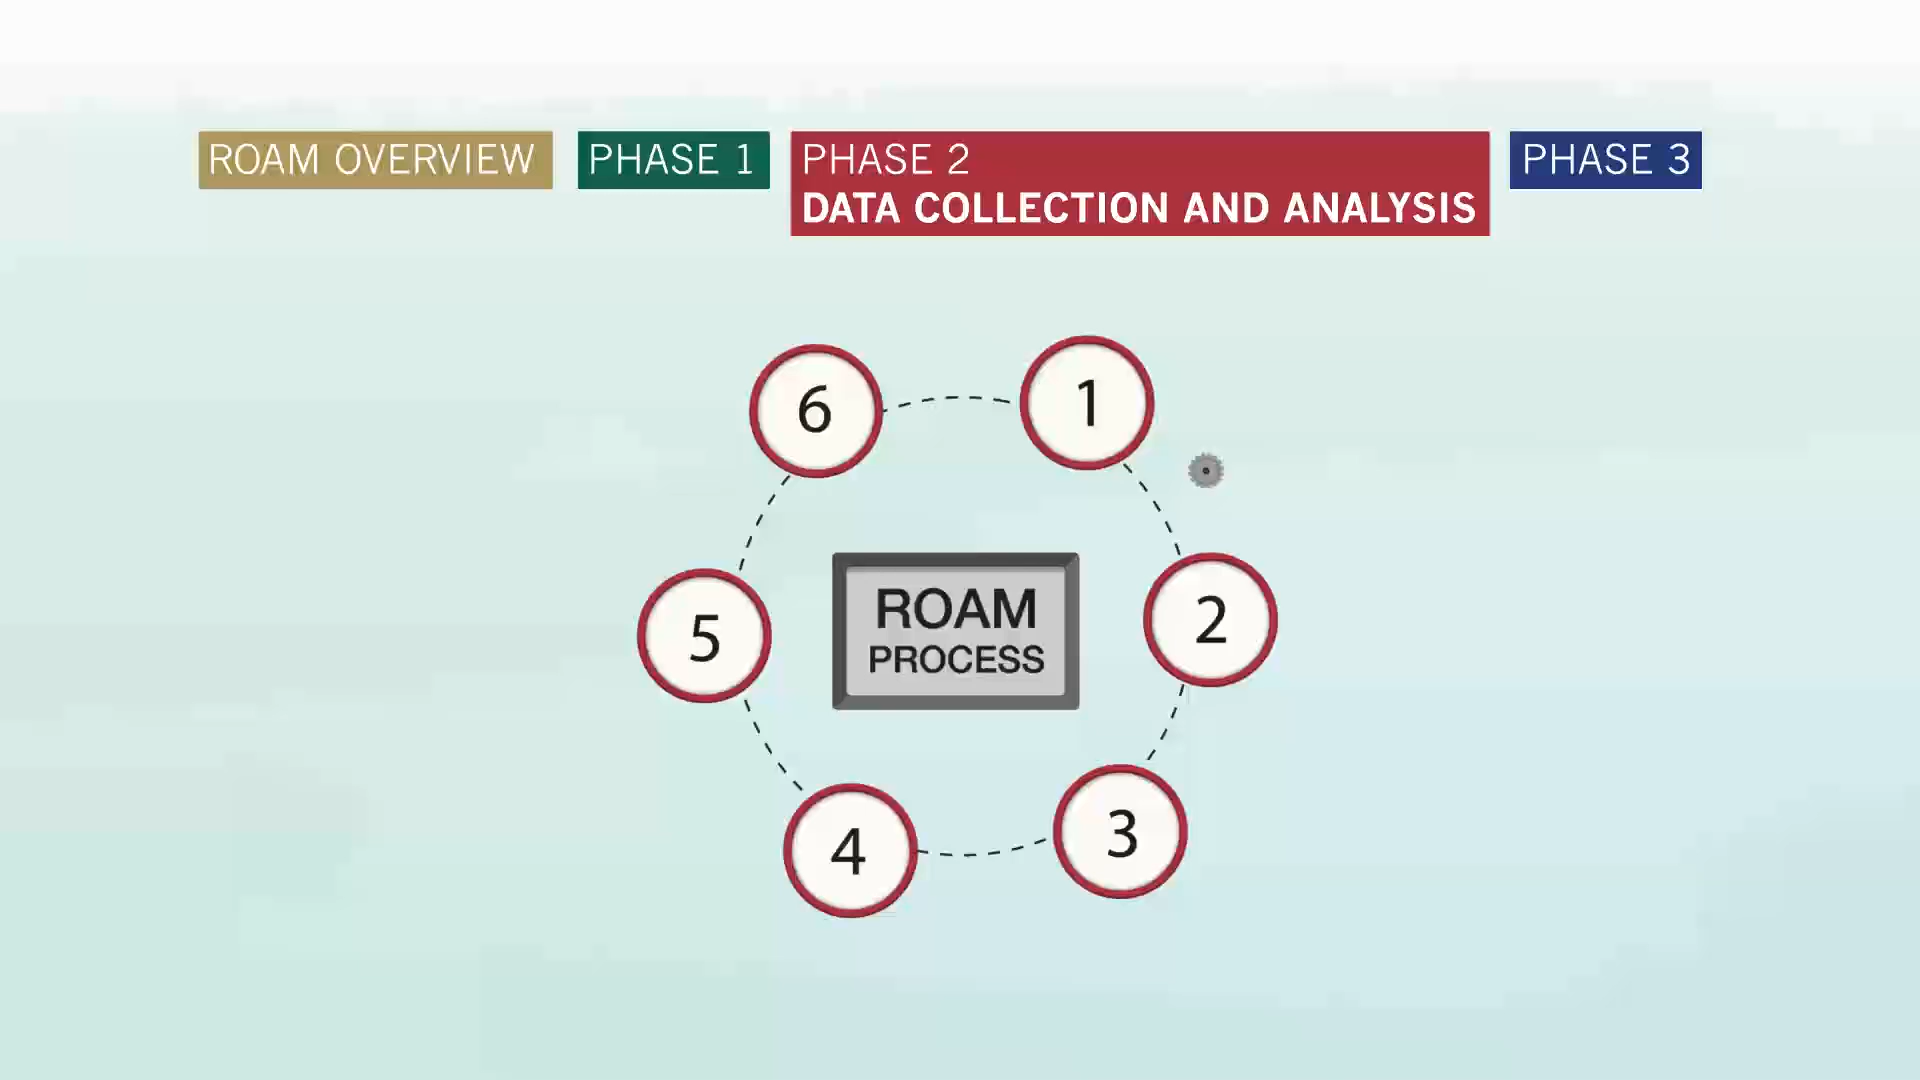 ROAM OVERVIEW
PHASE 1
PHASE 2
DATA COLLECTION AND ANALYSIS
PHASE 3
6
1
5
ROAM
PROCESS
2
4
3